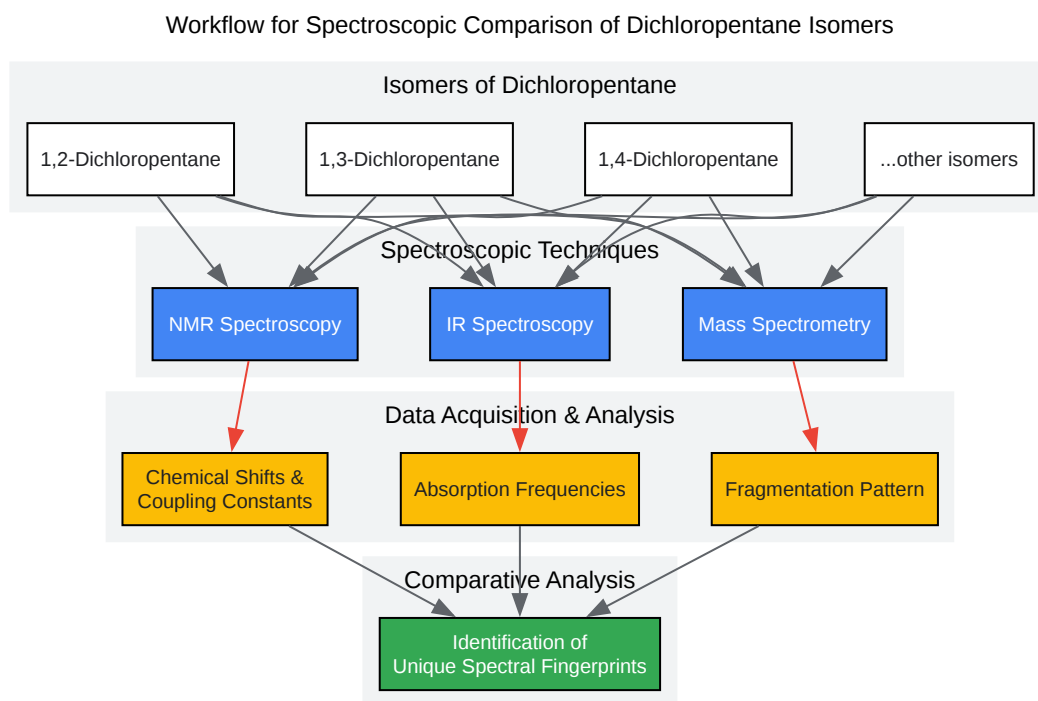 Workflow for Spectroscopic Comparison of Dichloropentane Isomers
Isomers of Dichloropentane
1,2-Dichloropentane
1,3-Dichloropentane
1,4-Dichloropentane
...other isomers
Spectroscopic Techniques
NMR Spectroscopy
IR Spectroscopy
Mass Spectrometry
Data Acquisition & Analysis
Chemical Shifts &
Coupling Constants
Absorption Frequencies
Fragmentation Pattern
Comparative Analysis
Identification of
Unique Spectral Fingerprints